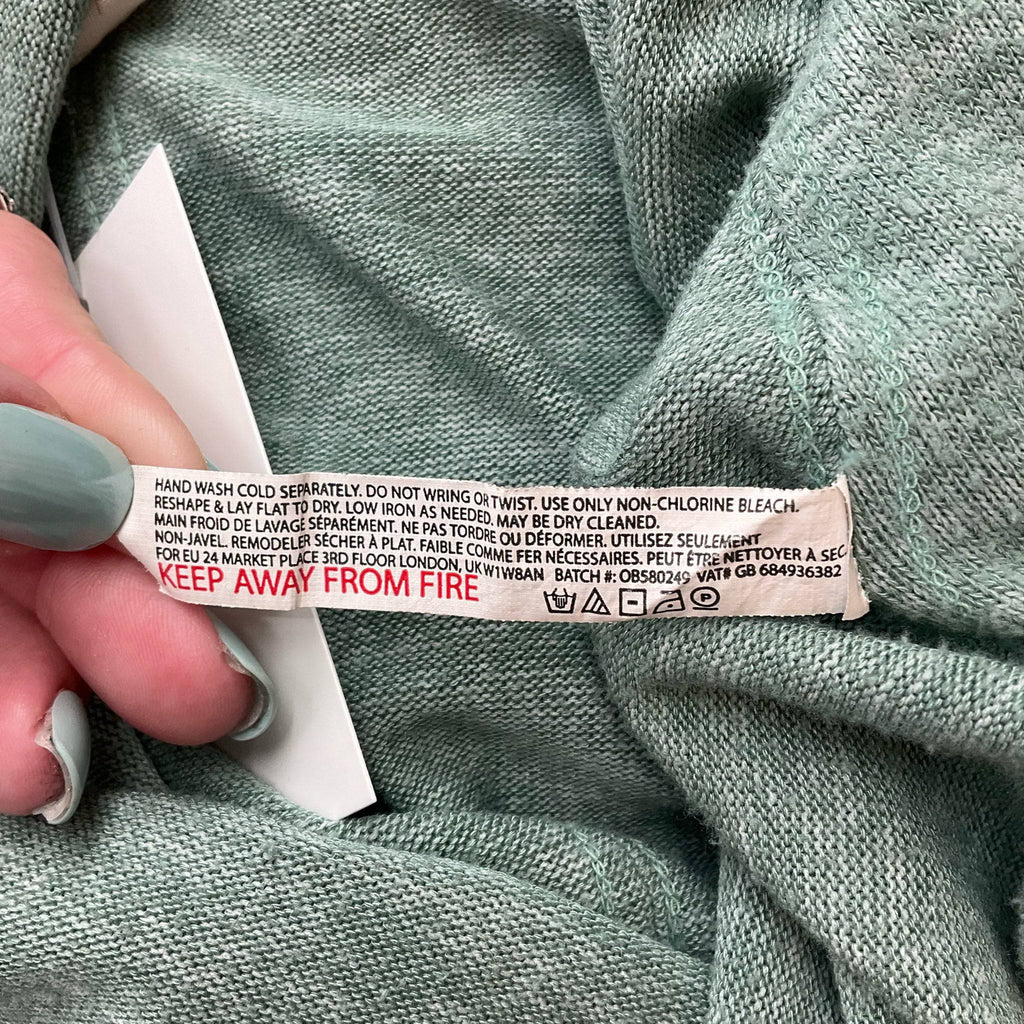 HAND WASH COLD SEPARATELY. DO NOT WRING OR TWIST. USE ONLY NON-CHLORINE BLEACH.
RESHAPE & LAY FLAT TO DRY. LOW IRON AS NEEDED. MAY BE DRY CLEANED.
MAIN FROID DE LAVAGE SÉPARÉMENT. NE PAS TORDRE OU DÉFORMER. UTILISEZ SEULEMENT
NON-JAVEL. REMODELER SÉCHER À PLAT. FAIBLE COMME FER NÉCESSAIRES. PEUT ÊTRE NETTOYER À SEC
FOR EU 24 MARKET PLACE 3RD FLOOR LONDON, UK W1W8AN BATCH #: OB580249 VAT# GB 684936382
KEEP AWAY FROM FIRE
P